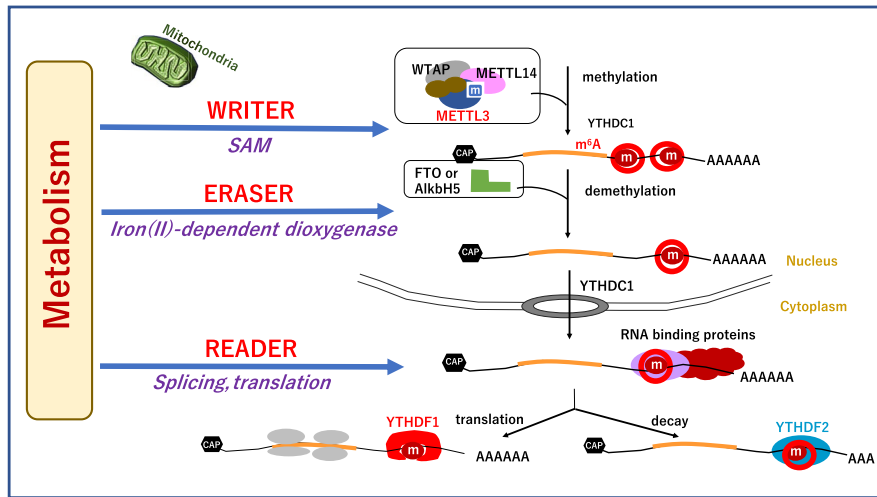 Mitochondria
Metabolism
WRITER
SAM
WTAP
METTL14
m
METTL3
methylation
YTHDC1
CAP
m⁶A
m
m
AAAAAA
ERASER
Iron(II)-dependent dioxygenase
FTO or
AlkbH5
demethylation
CAP
m
AAAAAA
Nucleus
YTHDC1
Cytoplasm
READER
Splicing,translation
RNA binding proteins
CAP
m
AAAAAA
translation
decay
CAP
YTHDF1
m
AAAAAA
CAP
YTHDF2
m
AAA